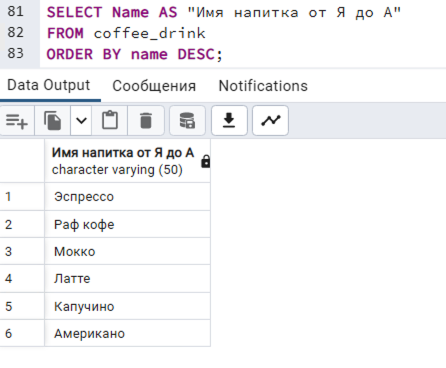 81 SELECT Name AS "Имя напитка от Я до А"
82 FROM coffee_drink
83 ORDER BY name DESC;
Data Output Сообщения Notifications
Имя напитка от Я до А
character varying (50)
1 Эспрессо
2 Раф кофе
3 Мокко
4 Латте
5 Капучино
6 Американо